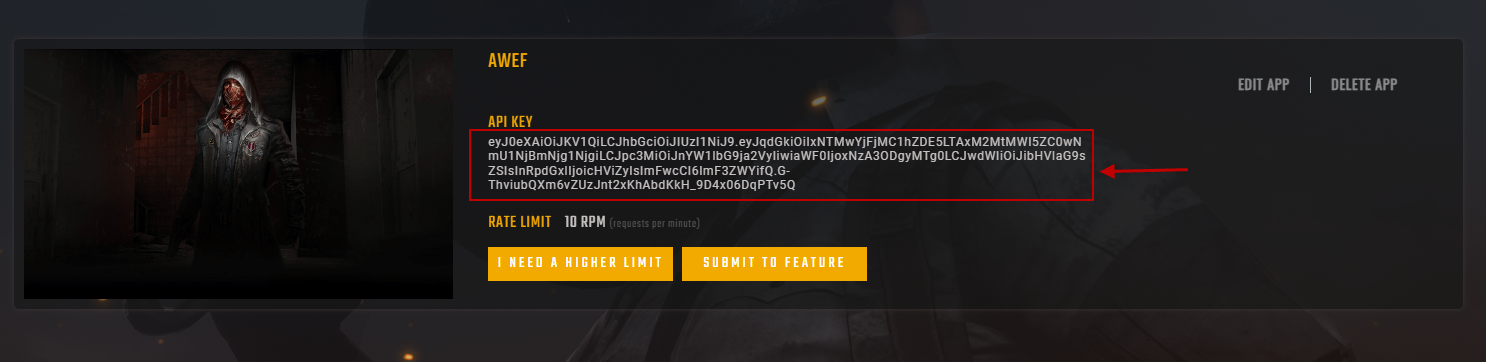 AWEF
EDIT APP | DELETE APP
API KEY
eyJ0eXAiOiJKV1QiLCJhbGciOiJIUzI1NiJ9.eyJqdGkiOiIxNTMwYjFjMC1hZDE5LTAxM2MtMWI5ZC0wN
mU1NjBmNjg1NjgiLCJpc3MiOiJnYW1lbG9ja2VyIiwiaWF0IjoxNzA3ODgyMTg0LCJwdWIiOiJibHVlaG9s
ZSIsInRpdGxlIjoicHViZyIsImFwcCI6ImF3ZWYifQ.G-
ThviubQXm6vZUzJnt2xKhAbdKkH_9D4x06DqPTv5Q
RATE LIMIT 10 RPM (requests per minute)
I NEED A HIGHER LIMIT SUBMIT TO FEATURE